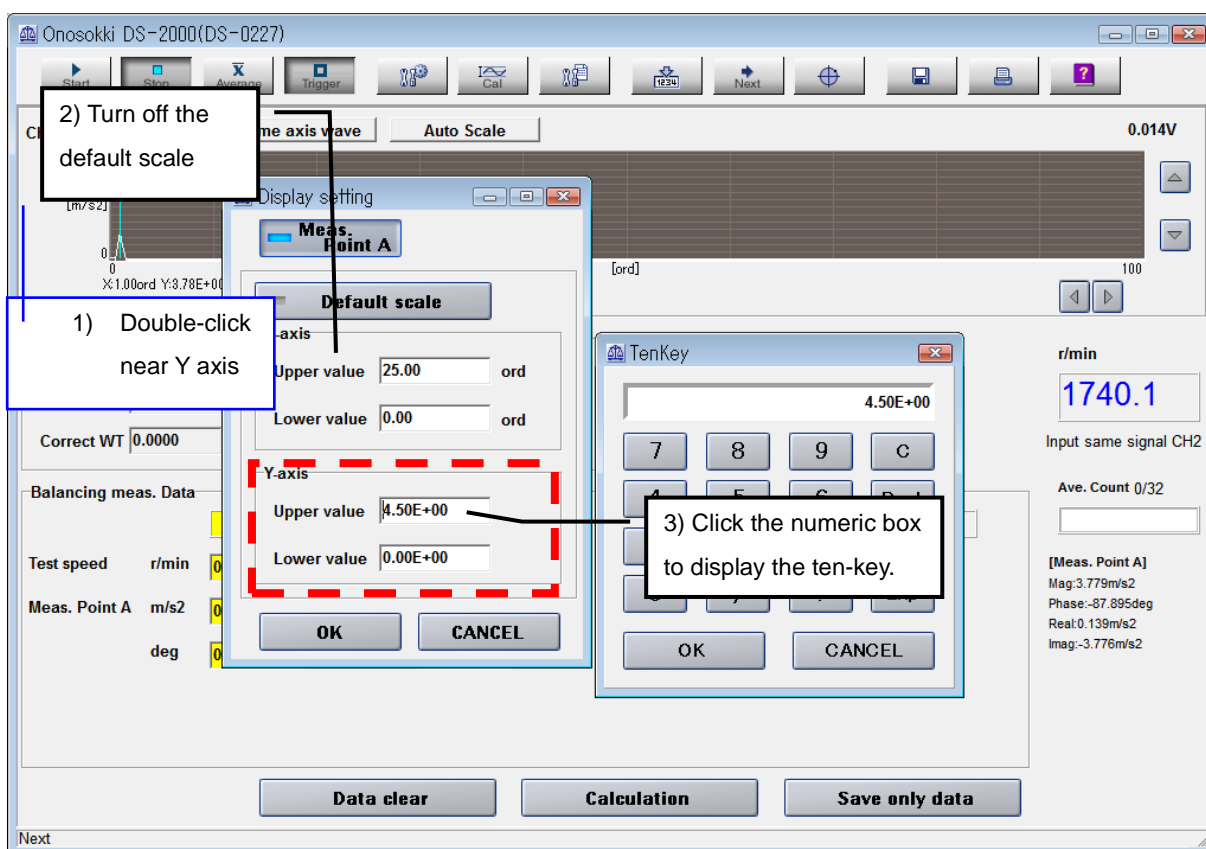 Onosokki DS-2000(DS-0227)
Start
Stop
X
Average
Trigger
Cal
1234
Next
?
2) Turn off the
default scale
me axis wave
Auto Scale
0.014V
[m/s2]
0
0
[ord]
100
X:1.00ord Y:3.78E+00
Display setting
Meas.
Point A
Default scale
1) Double-click
near Y axis
-axis
Upper value 25.00 ord
Lower value 0.00 ord
Y-axis
Upper value 4.50E+00
Lower value 0.00E+00
OK
CANCEL
TenKey
4.50E+00
7 8 9 C
3) Click the numeric box
to display the ten-key.
OK
CANCEL
r/min
1740.1
Input same signal CH2
Ave. Count 0/32
[Meas. Point A]
Mag:3.779m/s2
Phase:-87.895deg
Real:0.139m/s2
Imag:-3.776m/s2
Correct WT 0.0000
Balancing meas. Data
Test speed r/min 0
Meas. Point A m/s2 0
deg 0
Data clear
Calculation
Save only data
Next